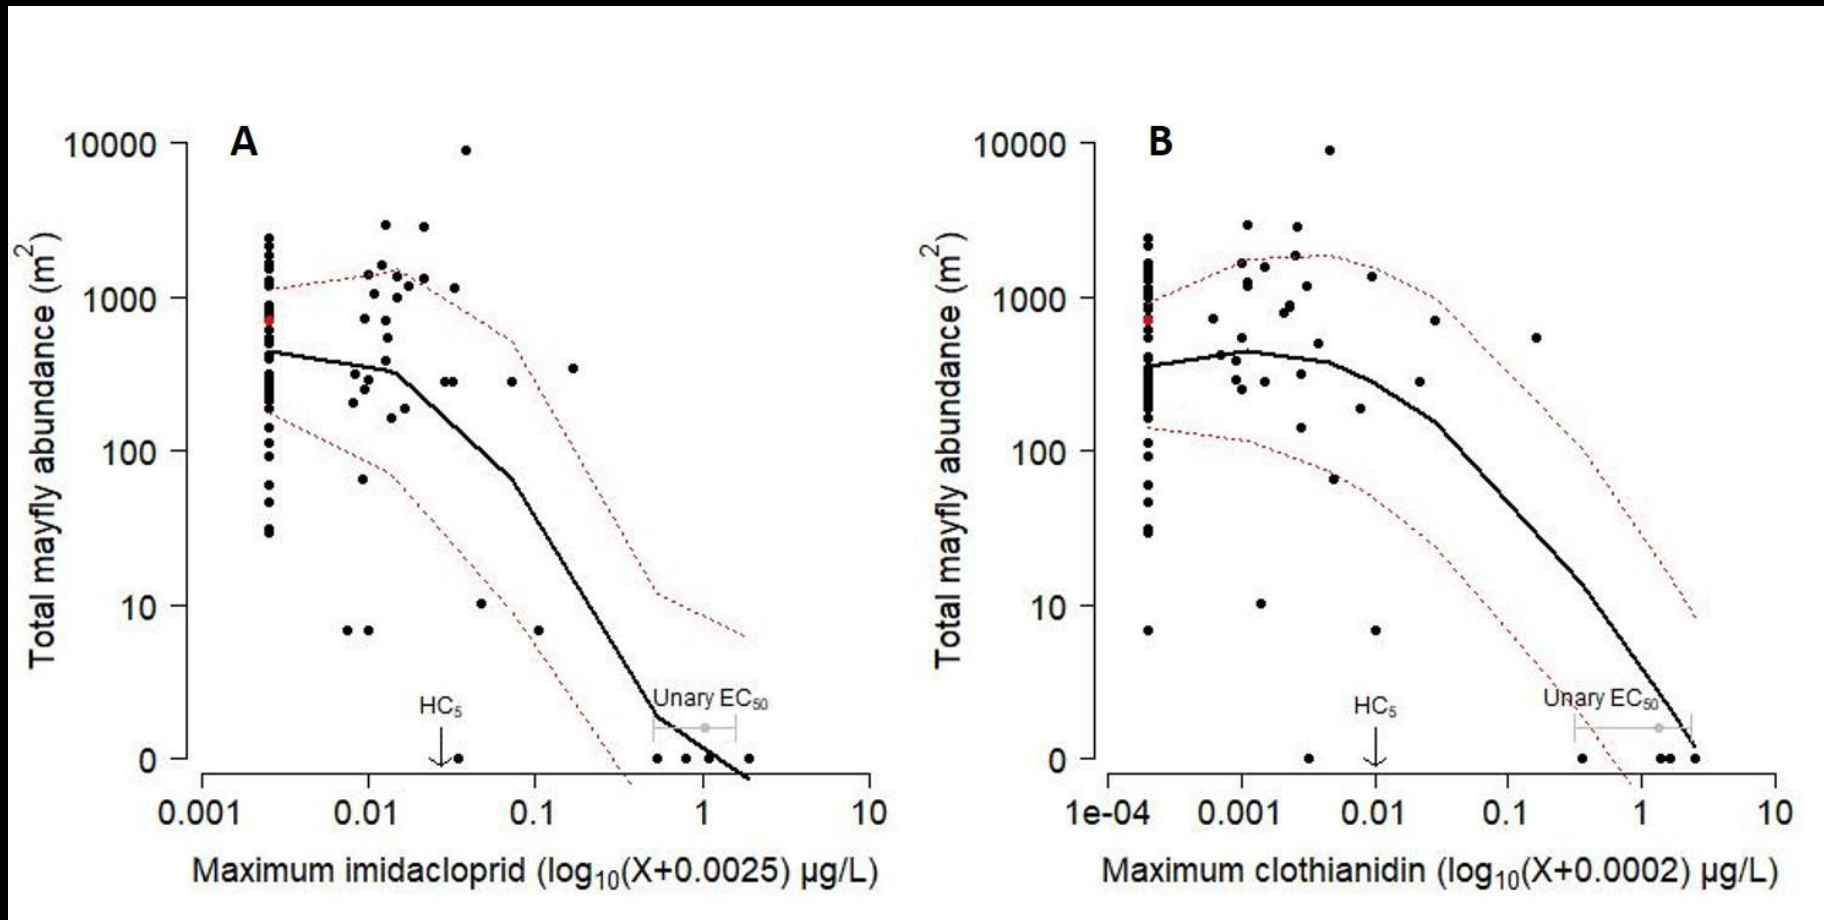 A
Total mayfly abundance (m²)
10000
1000
100
10
0
HC₅
Unary EC₅₀
0.001 0.01 0.1 1 10
Maximum imidacloprid (log₁₀(X+0.0025) µg/L)
B
Total mayfly abundance (m²)
10000
1000
100
10
0
HC₅
Unary EC₅₀
1e-04 0.001 0.01 0.1 1 10
Maximum clothianidin (log₁₀(X+0.0002) µg/L)